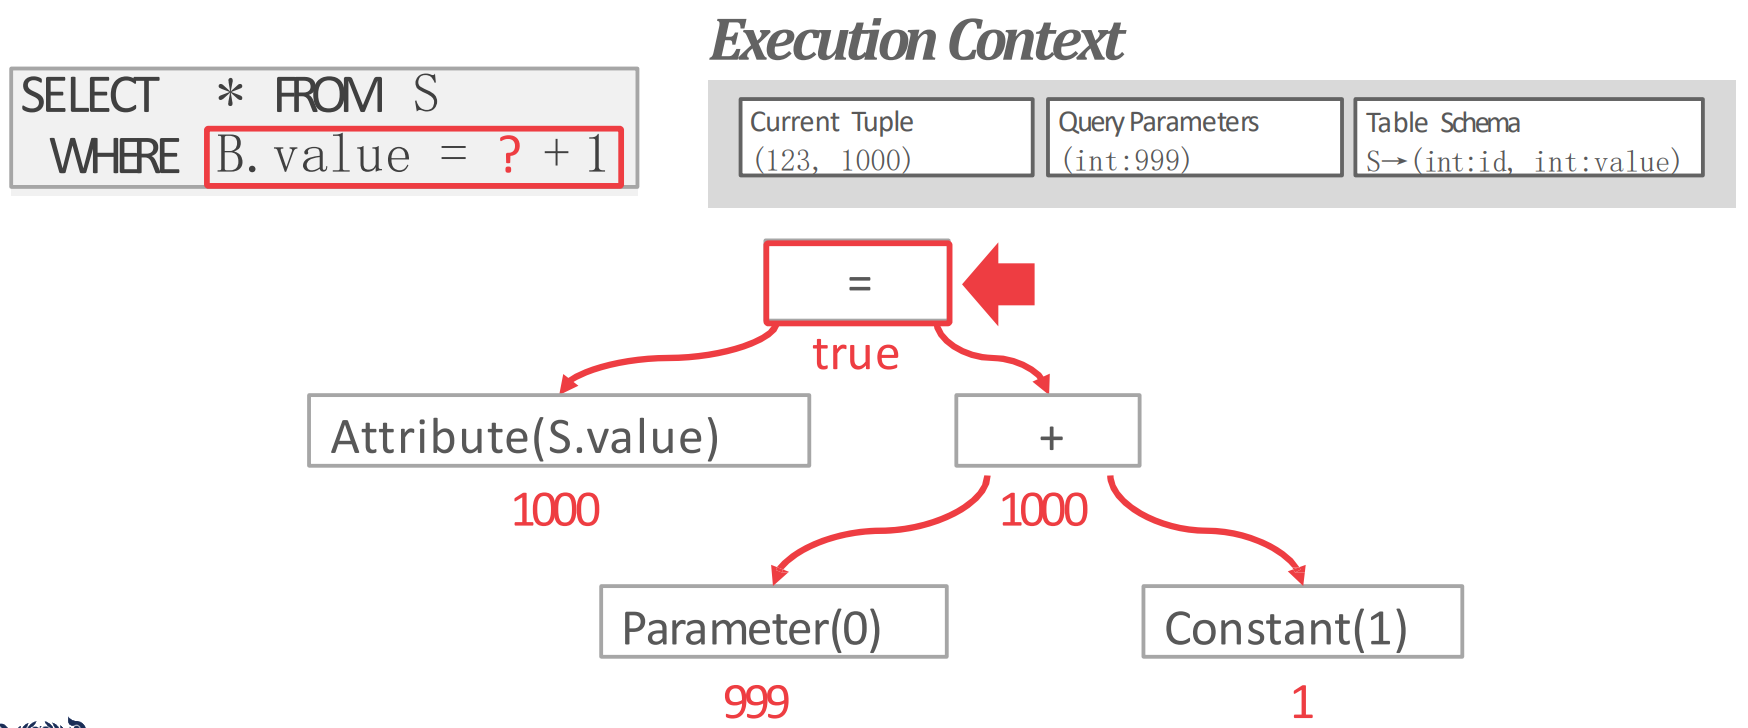 Execution Context
SELECT * FROM S
WHERE B.value = ? + 1
Current Tuple
(123, 1000)
Query Parameters
(int:999)
Table Schema
S→(int:id, int:value)
=
true
Attribute(S.value)
+
1000
1000
Parameter(0)
Constant(1)
999
1